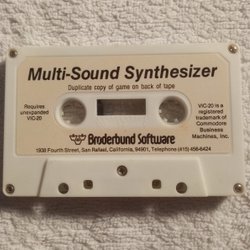 Multi-Sound Synthesizer
Duplicate copy of game on back of tape
Requires
unexpanded
VIC-20
VIC-20 is a
registered
trademark of
Commodore
Business
Machines, Inc.
Brøderbund Software
1938 Fourth Street, San Rafael, California, 94901, Telephone (415) 456-6424